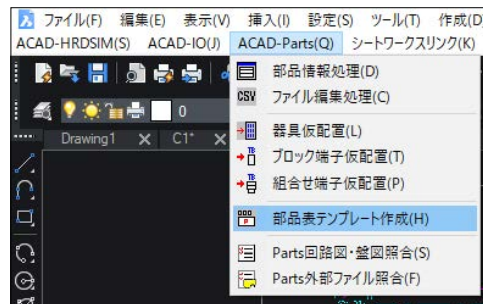 ファイル(F) 編集(E) 表示(V) 挿入(I) 設定(S) ツール(T) 作成(D
ACAD-HRDSIM(S) ACAD-IO(J) ACAD-Parts(Q) シートワークスリンク(K)
部品情報処理(D)
CSV ファイル編集処理(C)
0
Drawing1 C1*
器具仮配置(L)
TB ブロック端子仮配置(T)
TB 組合せ端子仮配置(P)
部品表テンプレート作成(H)
Parts回路図・盤図照合(S)
Parts外部ファイル照合(F)